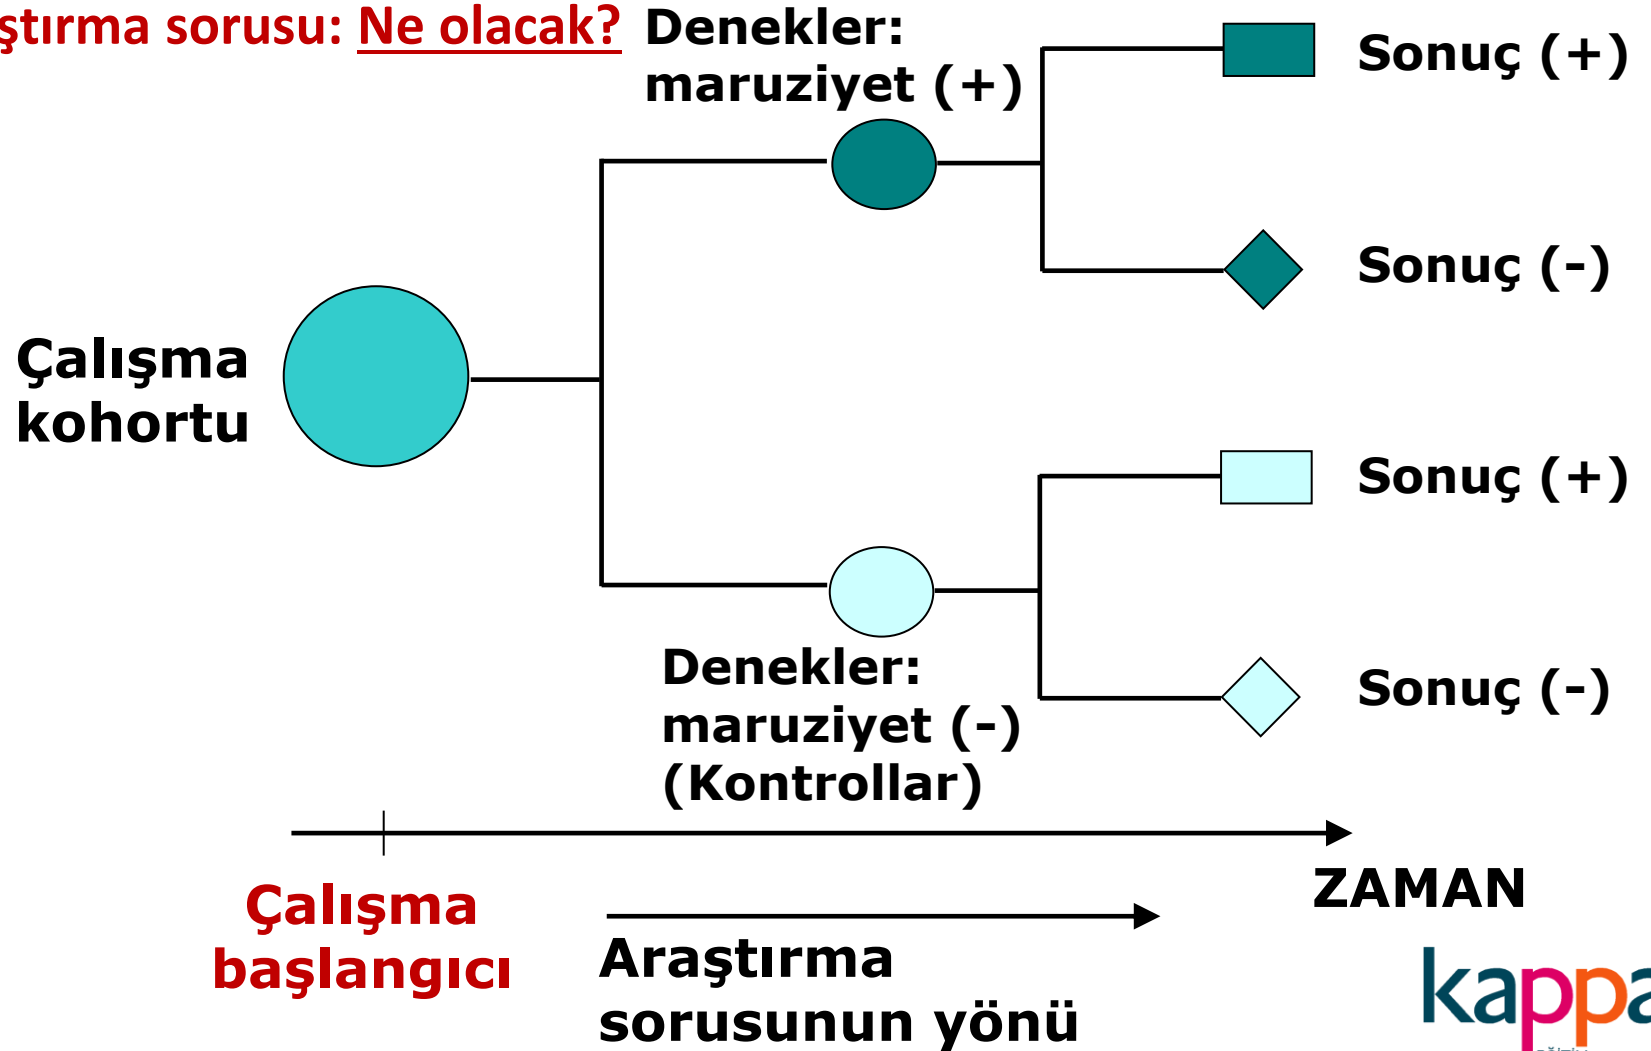 ştırma sorusu: Ne olacak?
Denekler:
maruziyet (+)
Sonuç (+)
Sonuç (-)
Çalışma
kohortu
Sonuç (+)
Denekler:
maruziyet (-)
(Kontrollar)
Sonuç (-)
ZAMAN
Çalışma
başlangıcı
Araştırma
sorusunun yönü
kappa